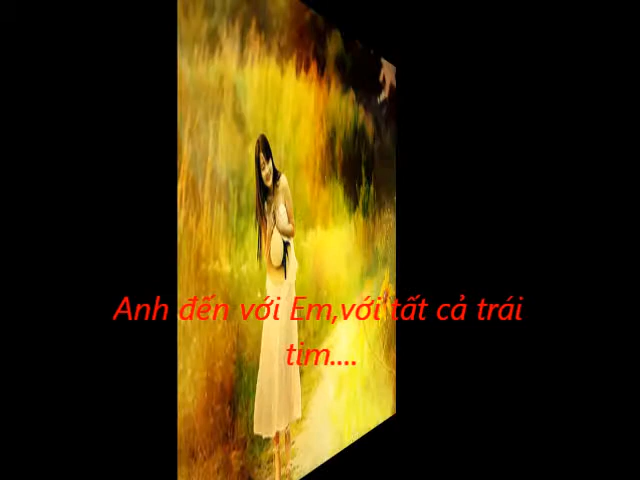 Anh đến với Em,với tất cả trái
tim....